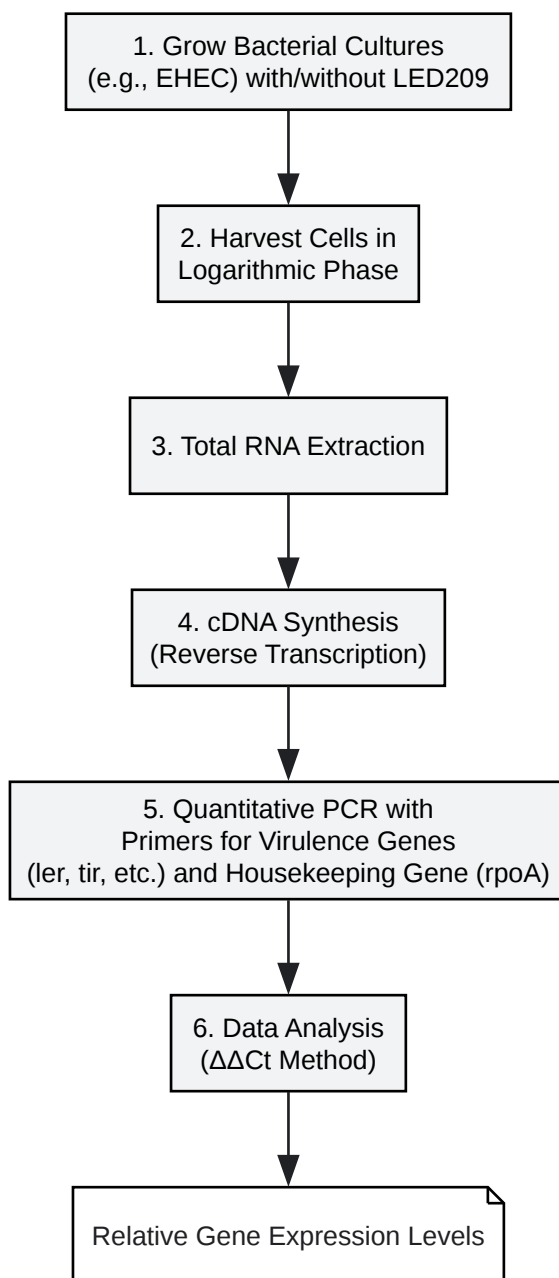 1. Grow Bacterial Cultures
(e.g., EHEC) with/without LED209
2. Harvest Cells in
Logarithmic Phase
3. Total RNA Extraction
4. cDNA Synthesis
(Reverse Transcription)
5. Quantitative PCR with
Primers for Virulence Genes
(ler, tir, etc.) and Housekeeping Gene (rpoA)
6. Data Analysis
(ΔΔCt Method)
Relative Gene Expression Levels